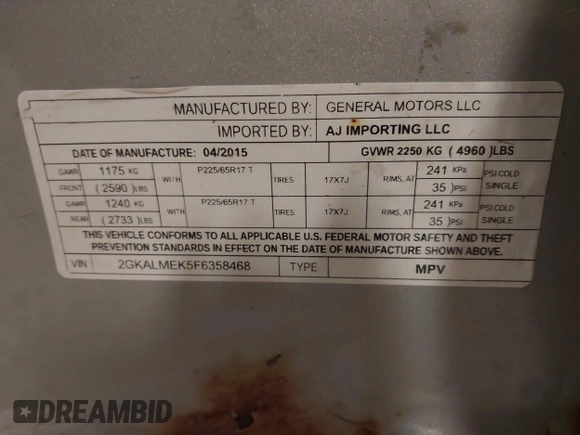 MANUFACTURED BY: GENERAL MOTORS LLC
IMPORTED BY: AJ IMPORTING LLC
DATE OF MANUFACTURE: 04/2015 GVWR 2250 KG ( 4960 )LBS
GAWR 1175 KG WITH P225/65R17 T TIRES 17X7J RIMS, AT 241 KPa PSI COLD
FRONT ( 2590 )LBS 35 )PSI SINGLE
GAWR 1240 KG WITH P225/65R17 T TIRES 17X7J RIMS, AT 241 KPa PSI COLD
REAR ( 2733 )LBS 35 )PSI SINGLE
THIS VEHICLE CONFORMS TO ALL APPLICABLE U.S. FEDERAL MOTOR SAFETY AND THEFT
PREVENTION STANDARDS IN EFFECT ON THE DATE OF MANUFACTURE SHOWN ABOVE.
VIN 2GKALMEK5F6358468 TYPE MPV
DREAMBID